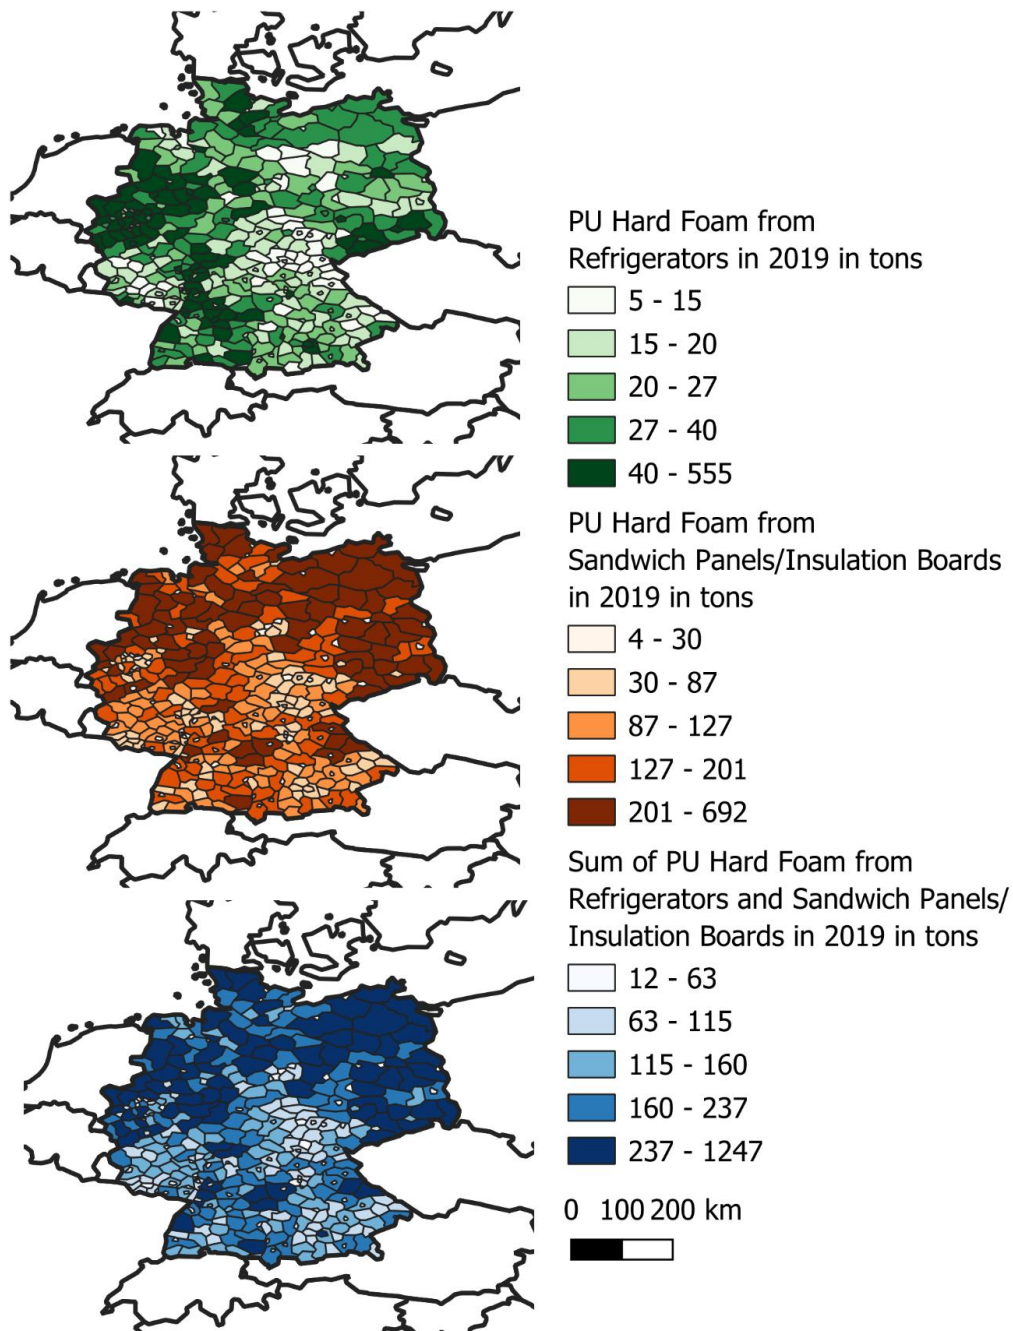 PU Hard Foam from
Refrigerators in 2019 in tons
5 - 15
15 - 20
20 - 27
27 - 40
40 - 555
PU Hard Foam from
Sandwich Panels/Insulation Boards
in 2019 in tons
4 - 30
30 - 87
87 - 127
127 - 201
201 - 692
Sum of PU Hard Foam from
Refrigerators and Sandwich Panels/
Insulation Boards in 2019 in tons
12 - 63
63 - 115
115 - 160
160 - 237
237 - 1247
0 100 200 km